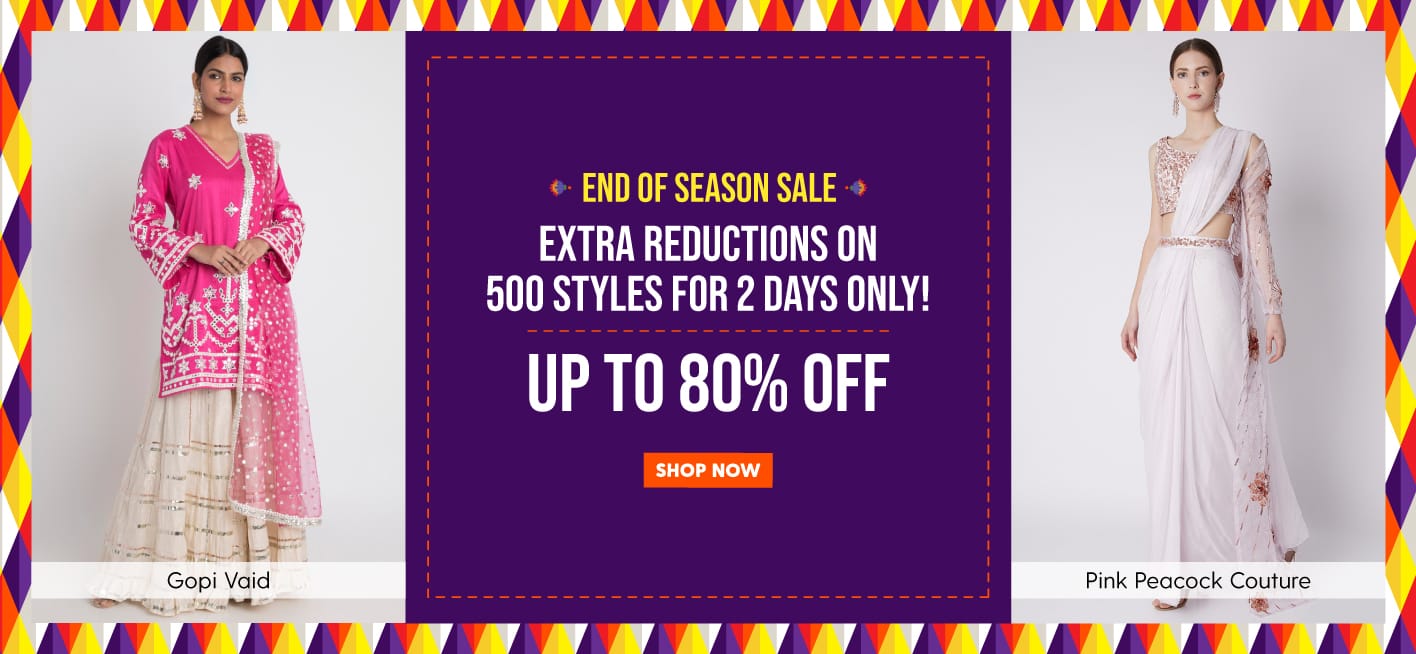 END OF SEASON SALE
EXTRA REDUCTIONS ON
500 STYLES FOR 2 DAYS ONLY!
UP TO 80% OFF
SHOP NOW
Gopi Vaid
Pink Peacock Couture